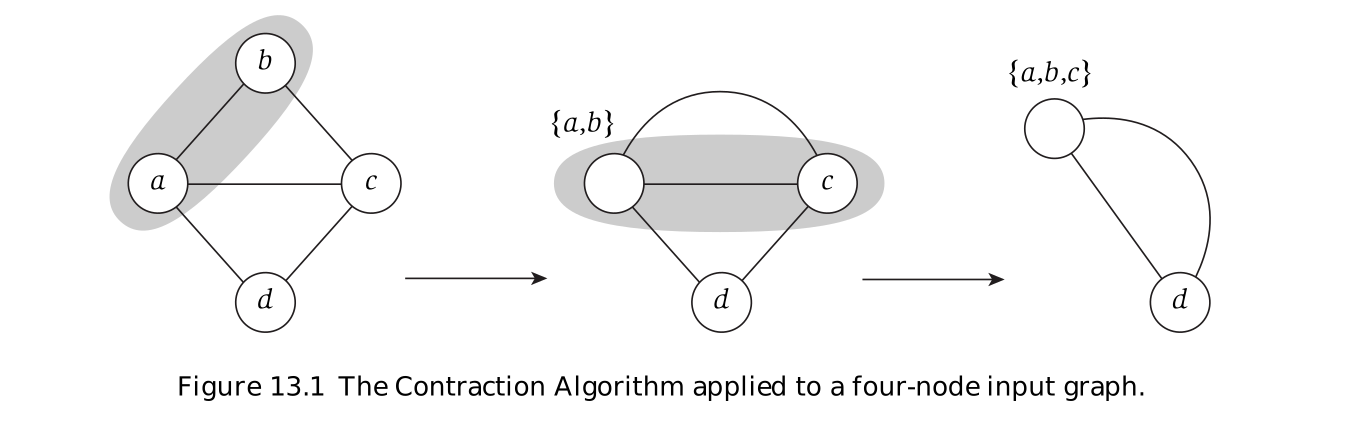 b
a
c
d
{a,b}
c
d
{a,b,c}
d
Figure 13.1 The Contraction Algorithm applied to a four-node input graph.